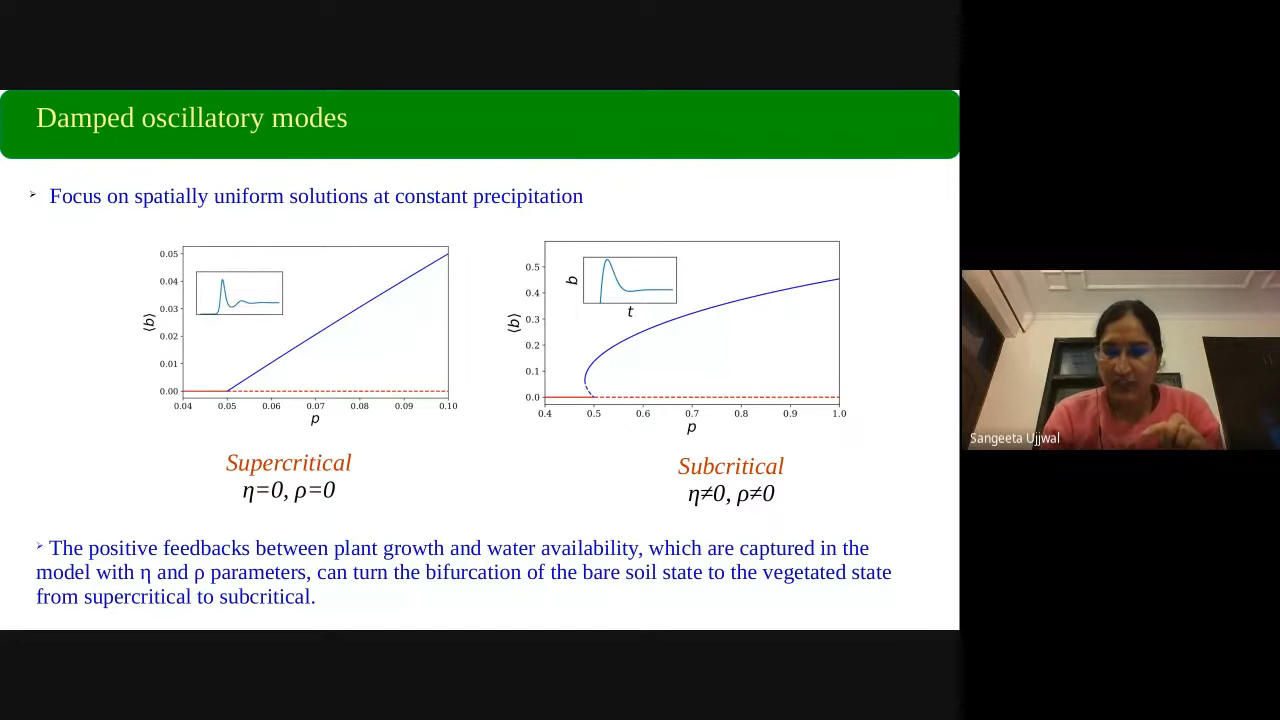 Damped oscillatory modes
➢ Focus on spatially uniform solutions at constant precipitation
0.05
0.04
0.03
0.02
0.01
0.00
⟨b⟩
0.04 0.05 0.06 0.07 0.08 0.09 0.10
p
0.5
0.4
0.3
0.2
0.1
0.0
⟨b⟩
b
t
0.4 0.5 0.6 0.7 0.8 0.9 1.0
p
Supercritical
η=0, ρ=0
Subcritical
η≠0, ρ≠0
➢ The positive feedbacks between plant growth and water availability, which are captured in the
model with η and ρ parameters, can turn the bifurcation of the bare soil state to the vegetated state
from supercritical to subcritical.
Sangeeta Ujjwal